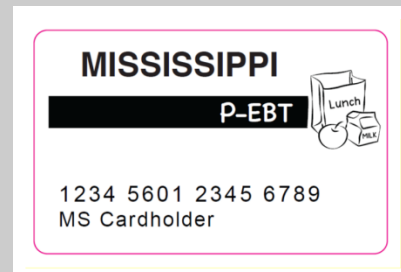 MISSISSIPPI
P-EBT
Lunch
MILK
1234 5601 2345 6789
MS Cardholder